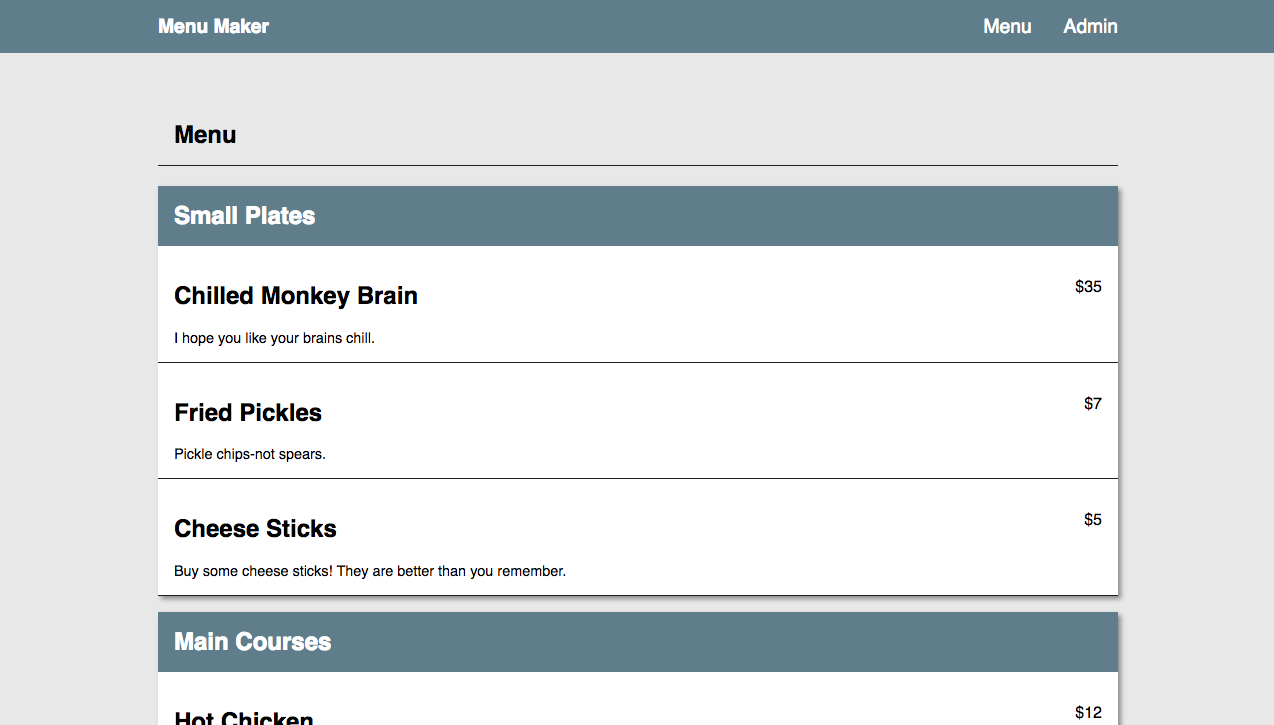 Menu Maker
Menu Admin
Menu
Small Plates
Chilled Monkey Brain
$35
I hope you like your brains chill.
Fried Pickles
$7
Pickle chips-not spears.
Cheese Sticks
$5
Buy some cheese sticks! They are better than you remember.
Main Courses
Hot Chicken
$12